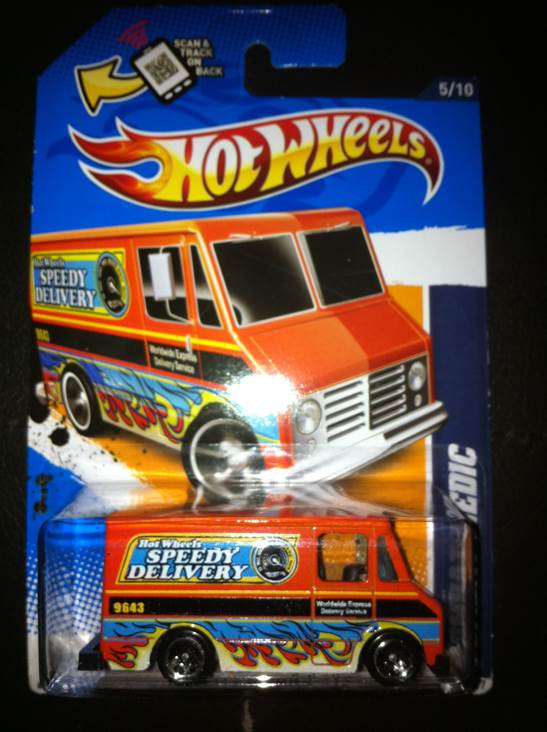 SCAN &
TRACK
ON
BACK
5/10
HOT WHEELS
Hot Wheels
SPEEDY
DELIVERY
9643
Worldwide Express
Delivery Service
Hot Wheels
SPEEDY
DELIVERY
9643
Worldwide Express
Delivery Service